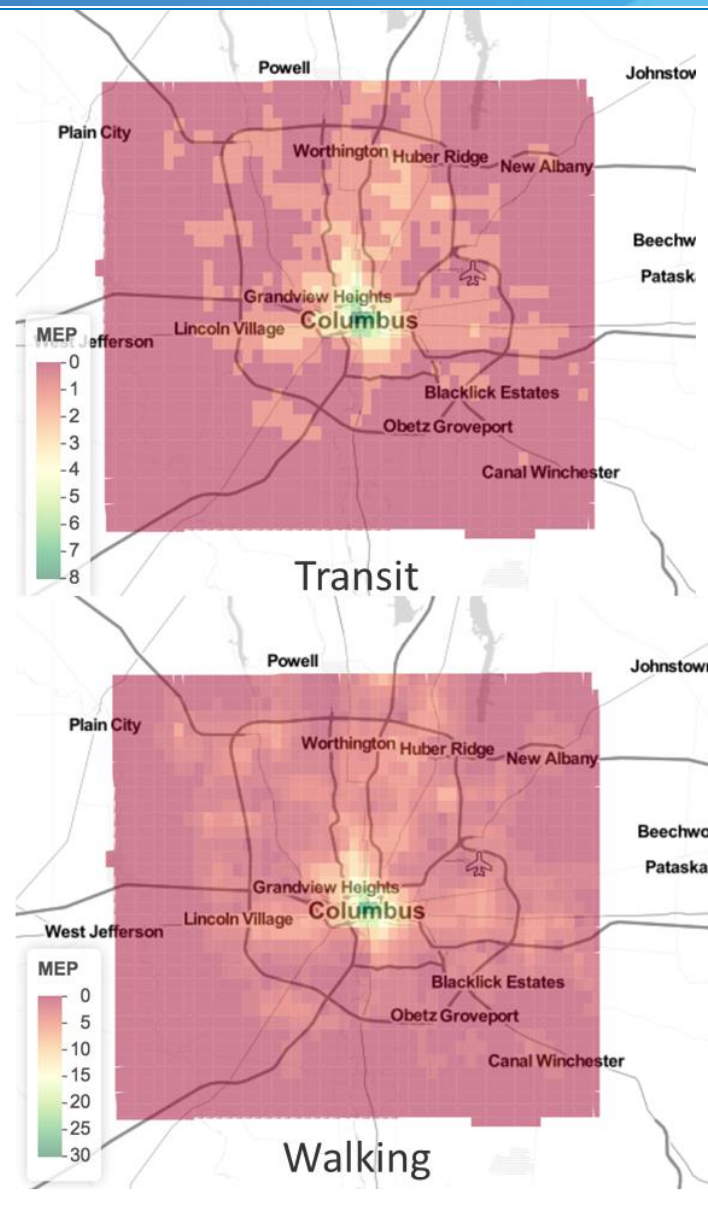 Powell
Johnstow
Plain City
Worthington
Huber Ridge
New Albany
Beechw
Patask
Grandview Heights
Columbus
Lincoln Village
West Jefferson
MEP
0
1
2
3
4
5
6
7
8
Blacklick Estates
Obetz
Groveport
Canal Winchester
Transit
Powell
Johnstown
Plain City
Worthington
Huber Ridge
New Albany
Beechwo
Pataska
Grandview Heights
Columbus
Lincoln Village
West Jefferson
MEP
0
5
10
15
20
25
30
Blacklick Estates
Obetz
Groveport
Canal Winchester
Walking